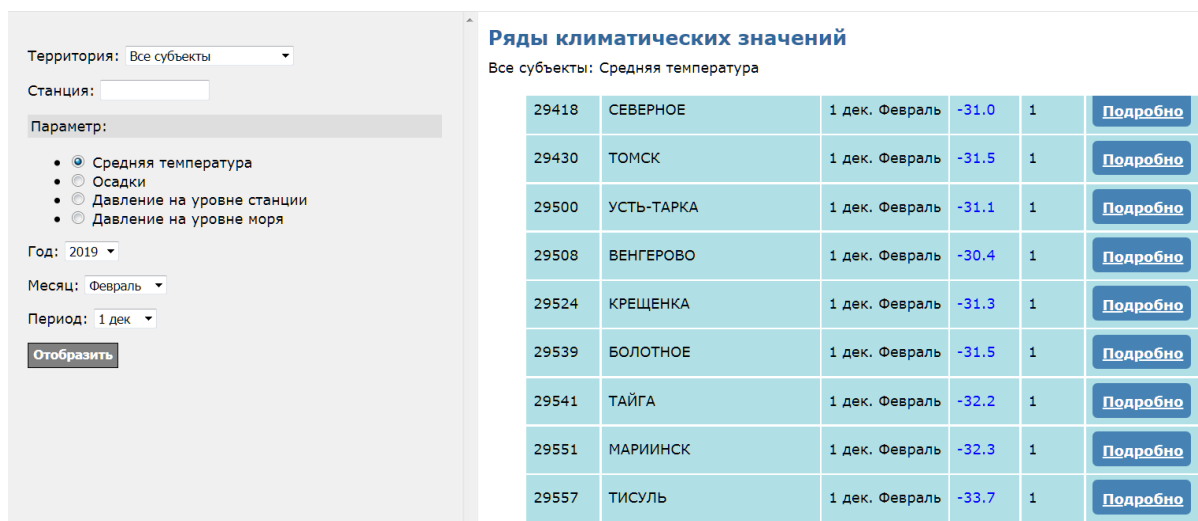 Территория: Все субъекты
Станция:
Параметр:
Средняя температура
Осадки
Давление на уровне станции
Давление на уровне моря
Год: 2019
Месяц: Февраль
Период: 1 дек
Отобразить
Ряды климатических значений
Все субъекты: Средняя температура
29418 СЕВЕРНОЕ 1 дек. Февраль -31.0 1 Подробно
29430 ТОМСК 1 дек. Февраль -31.5 1 Подробно
29500 УСТЬ-ТАРКА 1 дек. Февраль -31.1 1 Подробно
29508 ВЕНГЕРОВО 1 дек. Февраль -30.4 1 Подробно
29524 КРЕЩЕНКА 1 дек. Февраль -31.3 1 Подробно
29539 БОЛОТНОЕ 1 дек. Февраль -31.5 1 Подробно
29541 ТАЙГА 1 дек. Февраль -32.2 1 Подробно
29551 МАРИИНСК 1 дек. Февраль -32.3 1 Подробно
29557 ТИСУЛЬ 1 дек. Февраль -33.7 1 Подробно